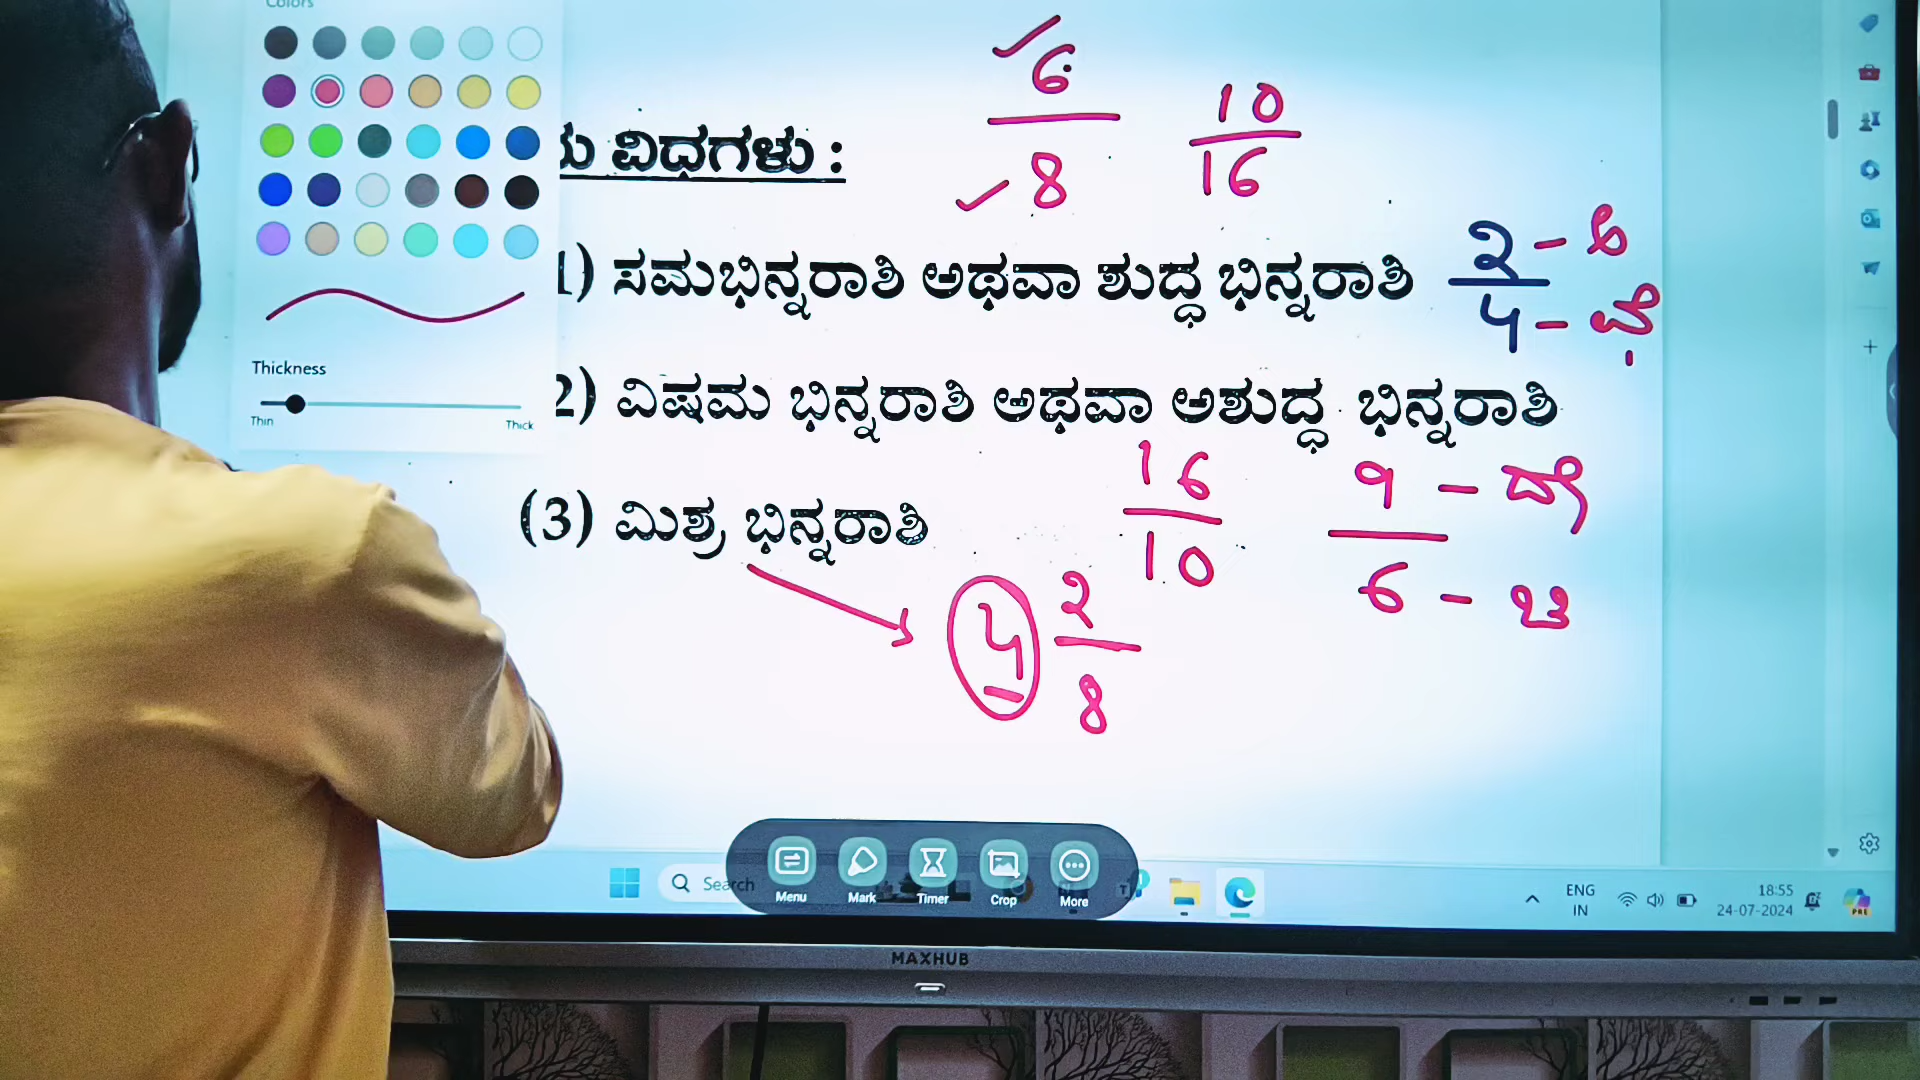 Colors
6
8
10
16
ವಿಧಗಳು :
1) ಸಮಭಿನ್ನರಾಶಿ ಅಥವಾ ಶುದ್ಧ ಭಿನ್ನರಾಶಿ
2 -
4 -
2) ವಿಷಮ ಭಿನ್ನರಾಶಿ ಅಥವಾ ಅಶುದ್ಧ ಭಿನ್ನರಾಶಿ
Thickness
Thin
Thick
(3) ಮಿಶ್ರ ಭಿನ್ನರಾಶಿ
16
10
9 - ದೊ
6 - ಚಿ
4 2
8
Search
Menu
Mark
Timer
Crop
More
ENG
IN
18:55
24-07-2024
MAXHUB